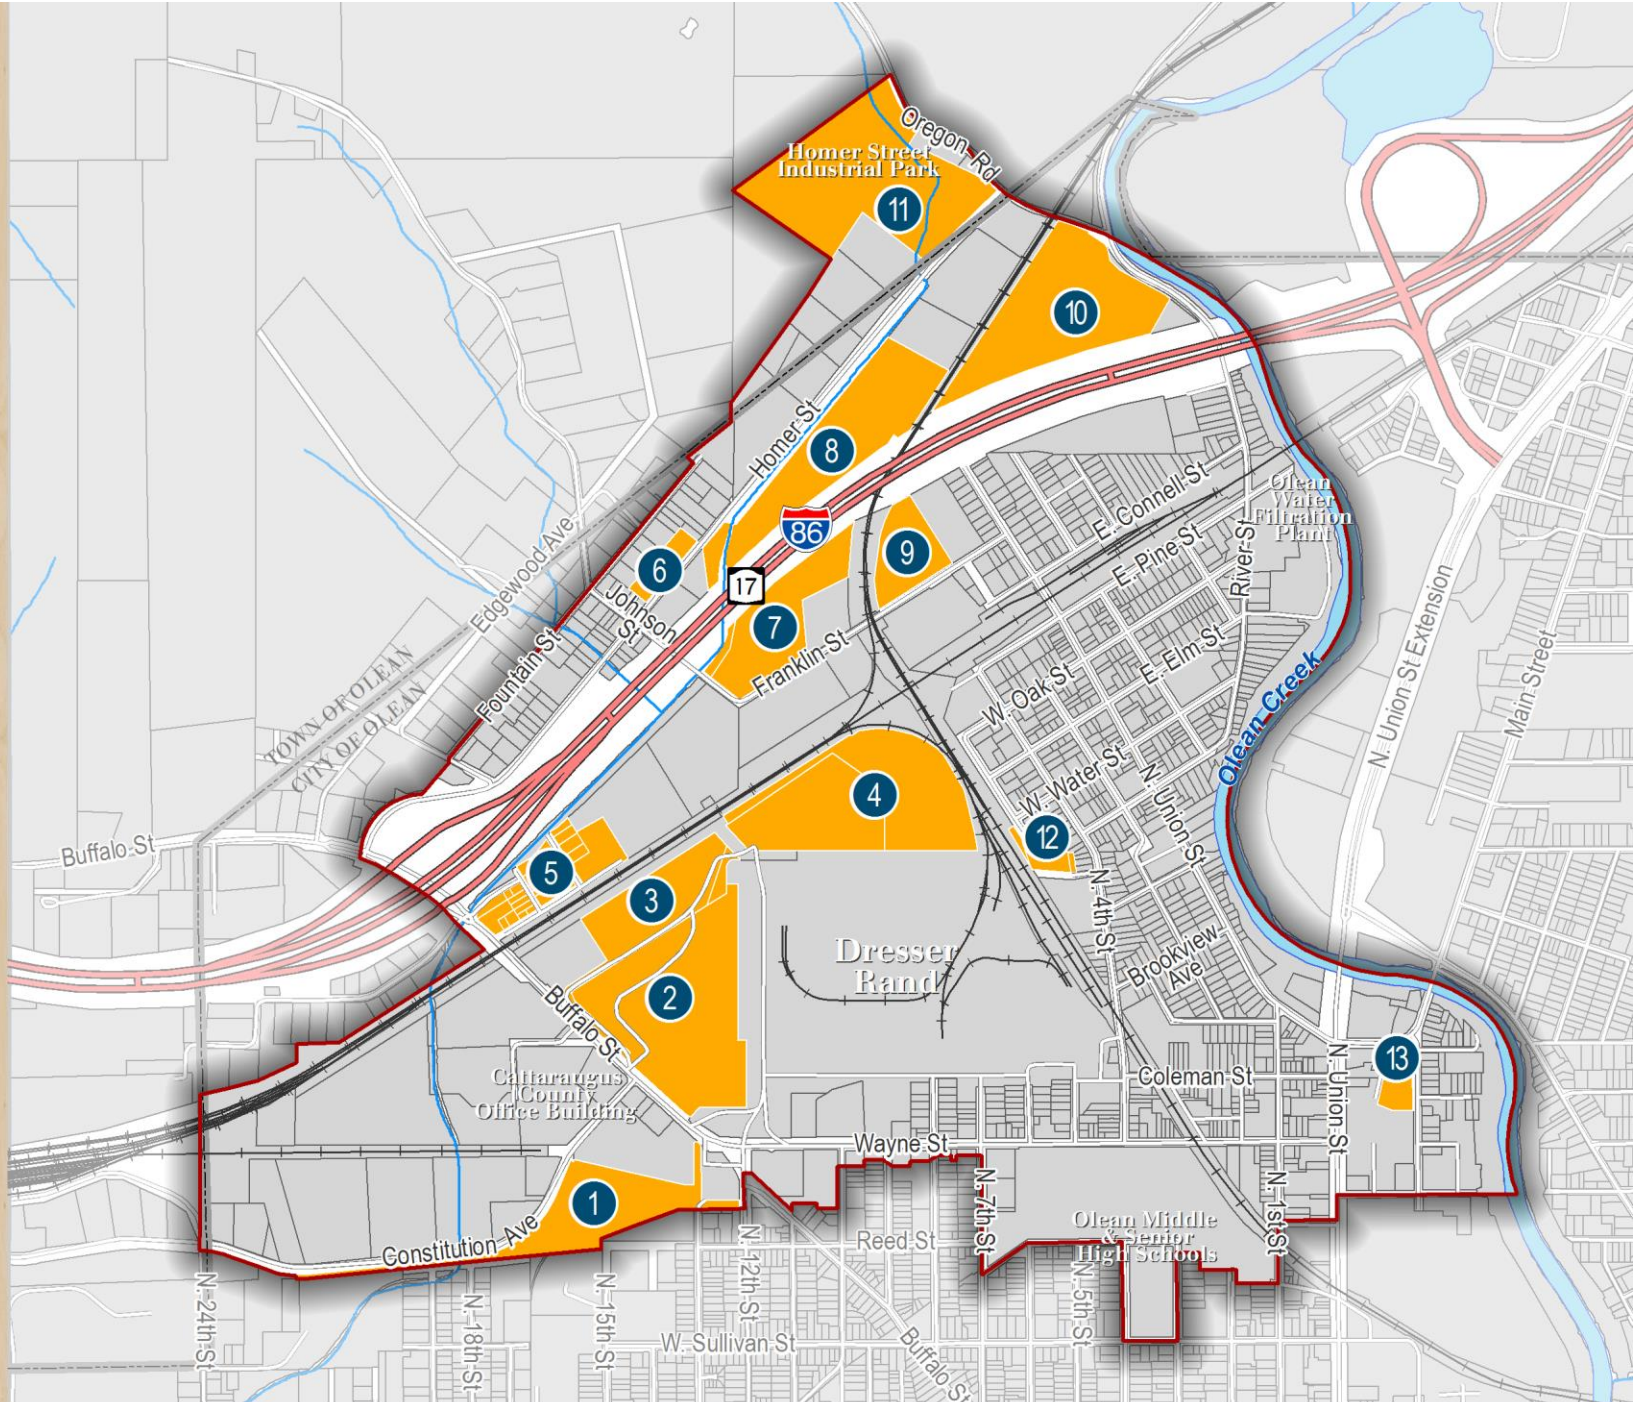 Oregon Rd
Homer Street
Industrial Park
11
10
Homer St
8
86
9
6
17
Johnson
St
7
Franklin St
Edgewood Ave
Fountain St
TOWN OF OLEAN
CITY OF OLEAN
E. Connell St
E. Pine St
River St
Olean
Water
Filtration
Plant
E. Elm St
W. Oak St
W. Water St
N. Union St
Olean Creek
N. Union St Extension
Main Street
Buffalo St
4
12
5
3
N. 4th St
Brookview
Ave
Dresser
Rand
2
Buffalo St
Cattaraugus
County
Office Building
13
Coleman St
N. Union St
Wayne St
1
Constitution Ave
N. 7th St
N. 1st St
Olean Middle
& Senior
High Schools
Reed St
N. 24th St
N. 18th St
N. 15th St
N. 12th St
N. 5th St
W. Sullivan St
Buffalo St